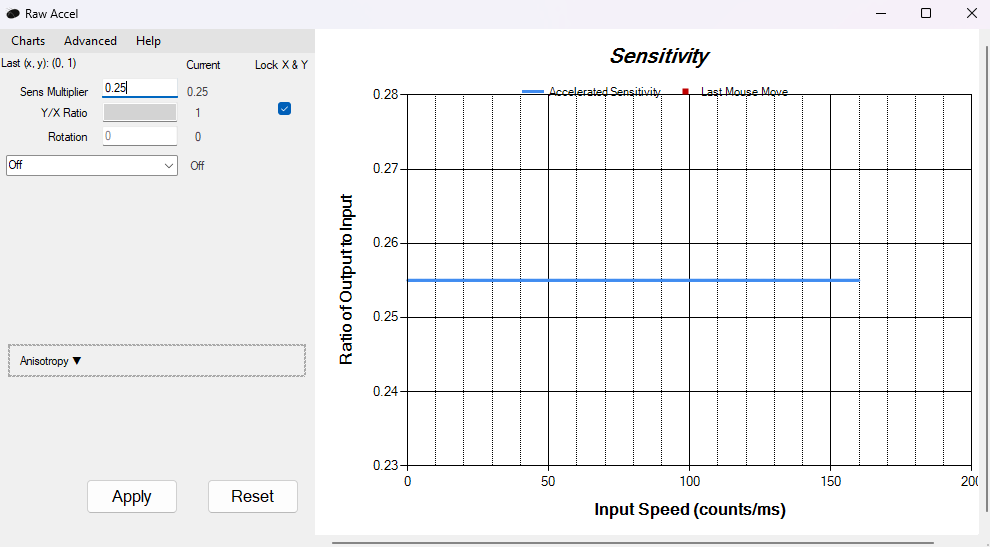 Raw Accel
Charts Advanced Help
Last (x, y): (0, 1)
Current
Lock X & Y
Sens Multiplier 0.25 0.25
Y/X Ratio 1
Rotation 0 0
Off Off
Anisotropy ▼
Apply Reset
Sensitivity
Accelerated Sensitivity Last Mouse Move
Ratio of Output to Input
0.28
0.27
0.26
0.25
0.24
0.23
0 50 100 150 200
Input Speed (counts/ms)